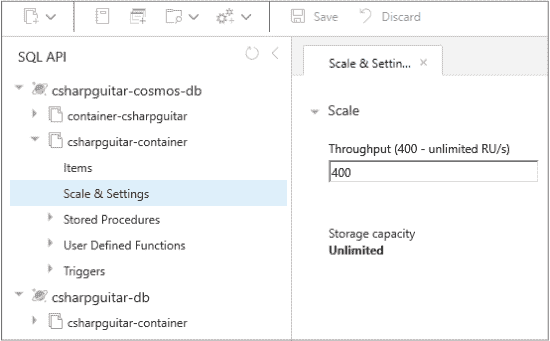 Save Discard
SQL API
csharpguitar-cosmos-db
container-csharpguitar
csharpguitar-container
Items
Scale & Settings
Stored Procedures
User Defined Functions
Triggers
csharpguitar-db
csharpguitar-container
Scale & Settin... ×
Scale
Throughput (400 - unlimited RU/s)
400
Storage capacity
Unlimited